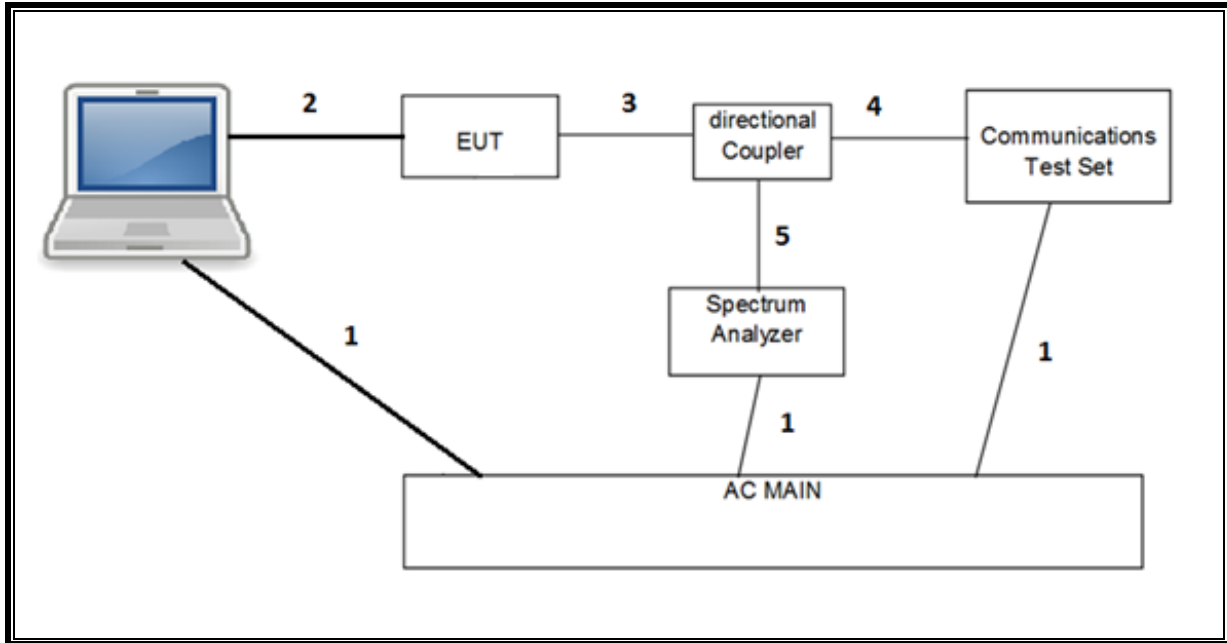 2
EUT
3
directional
Coupler
4
Communications
Test Set
5
Spectrum
Analyzer
1
1
1
AC MAIN